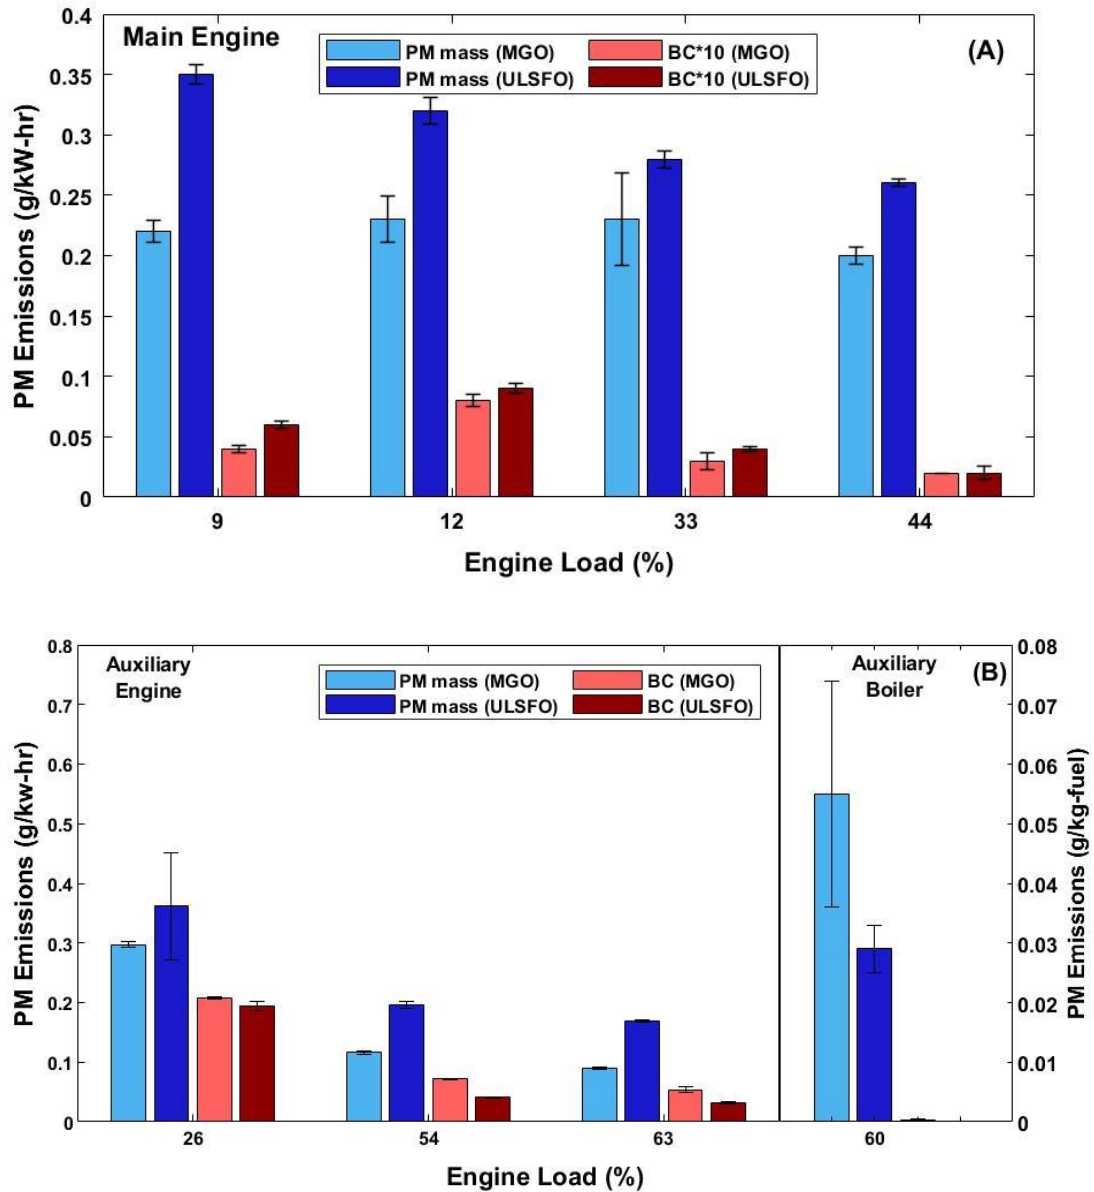 Main Engine
(A)
PM mass (MGO)
BC*10 (MGO)
PM mass (ULSFO)
BC*10 (ULSFO)
PM Emissions (g/kW-hr)
0.4
0.35
0.3
0.25
0.2
0.15
0.1
0.05
0
9
12
33
44
Engine Load (%)
Auxiliary
Engine
PM mass (MGO)
BC (MGO)
PM mass (ULSFO)
BC (ULSFO)
Auxiliary
Boiler
(B)
PM Emissions (g/kw-hr)
0.8
0.7
0.6
0.5
0.4
0.3
0.2
0.1
0
0.08
0.07
0.06
0.05
0.04
0.03
0.02
0.01
0
PM Emissions (g/kg-fuel)
26
54
63
60
Engine Load (%)